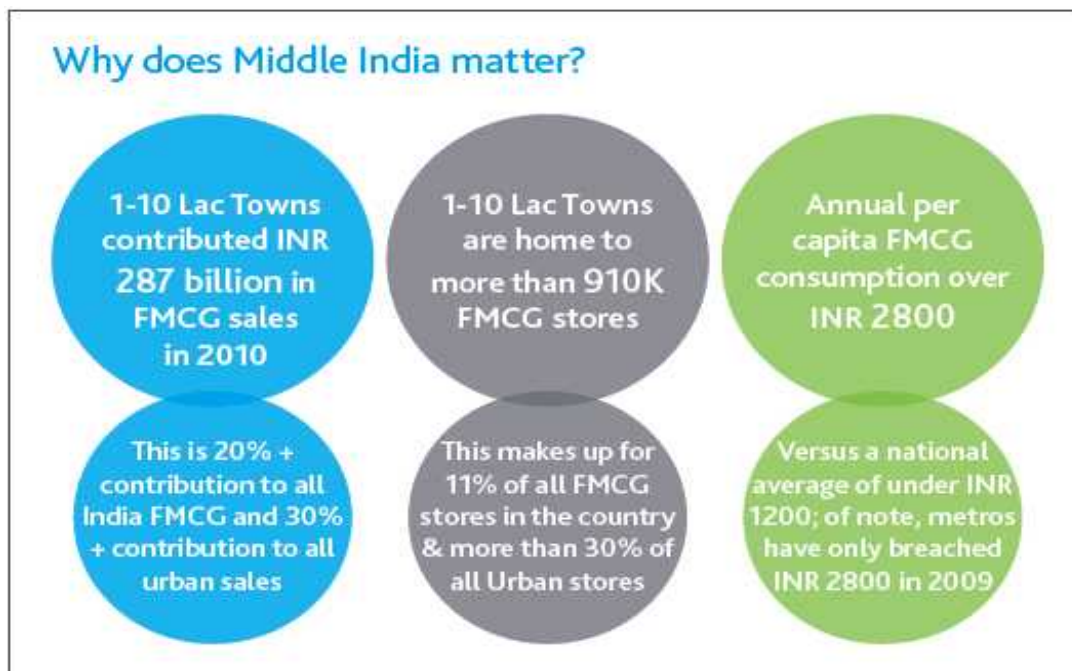 Why does Middle India matter?
1-10 Lac Towns
contributed INR
287 billion in
FMCG sales
in 2010
This is 20% +
contribution to all
India FMCG and 30%
+ contribution to all
urban sales
1-10 Lac Towns
are home to
more than 910K
FMCG stores
This makes up for
11% of all FMCG
stores in the country
& more than 30% of
all Urban stores
Annual per
capita FMCG
consumption over
INR 2800
Versus a national
average of under INR
1200; of note, metros
have only breached
INR 2800 in 2009